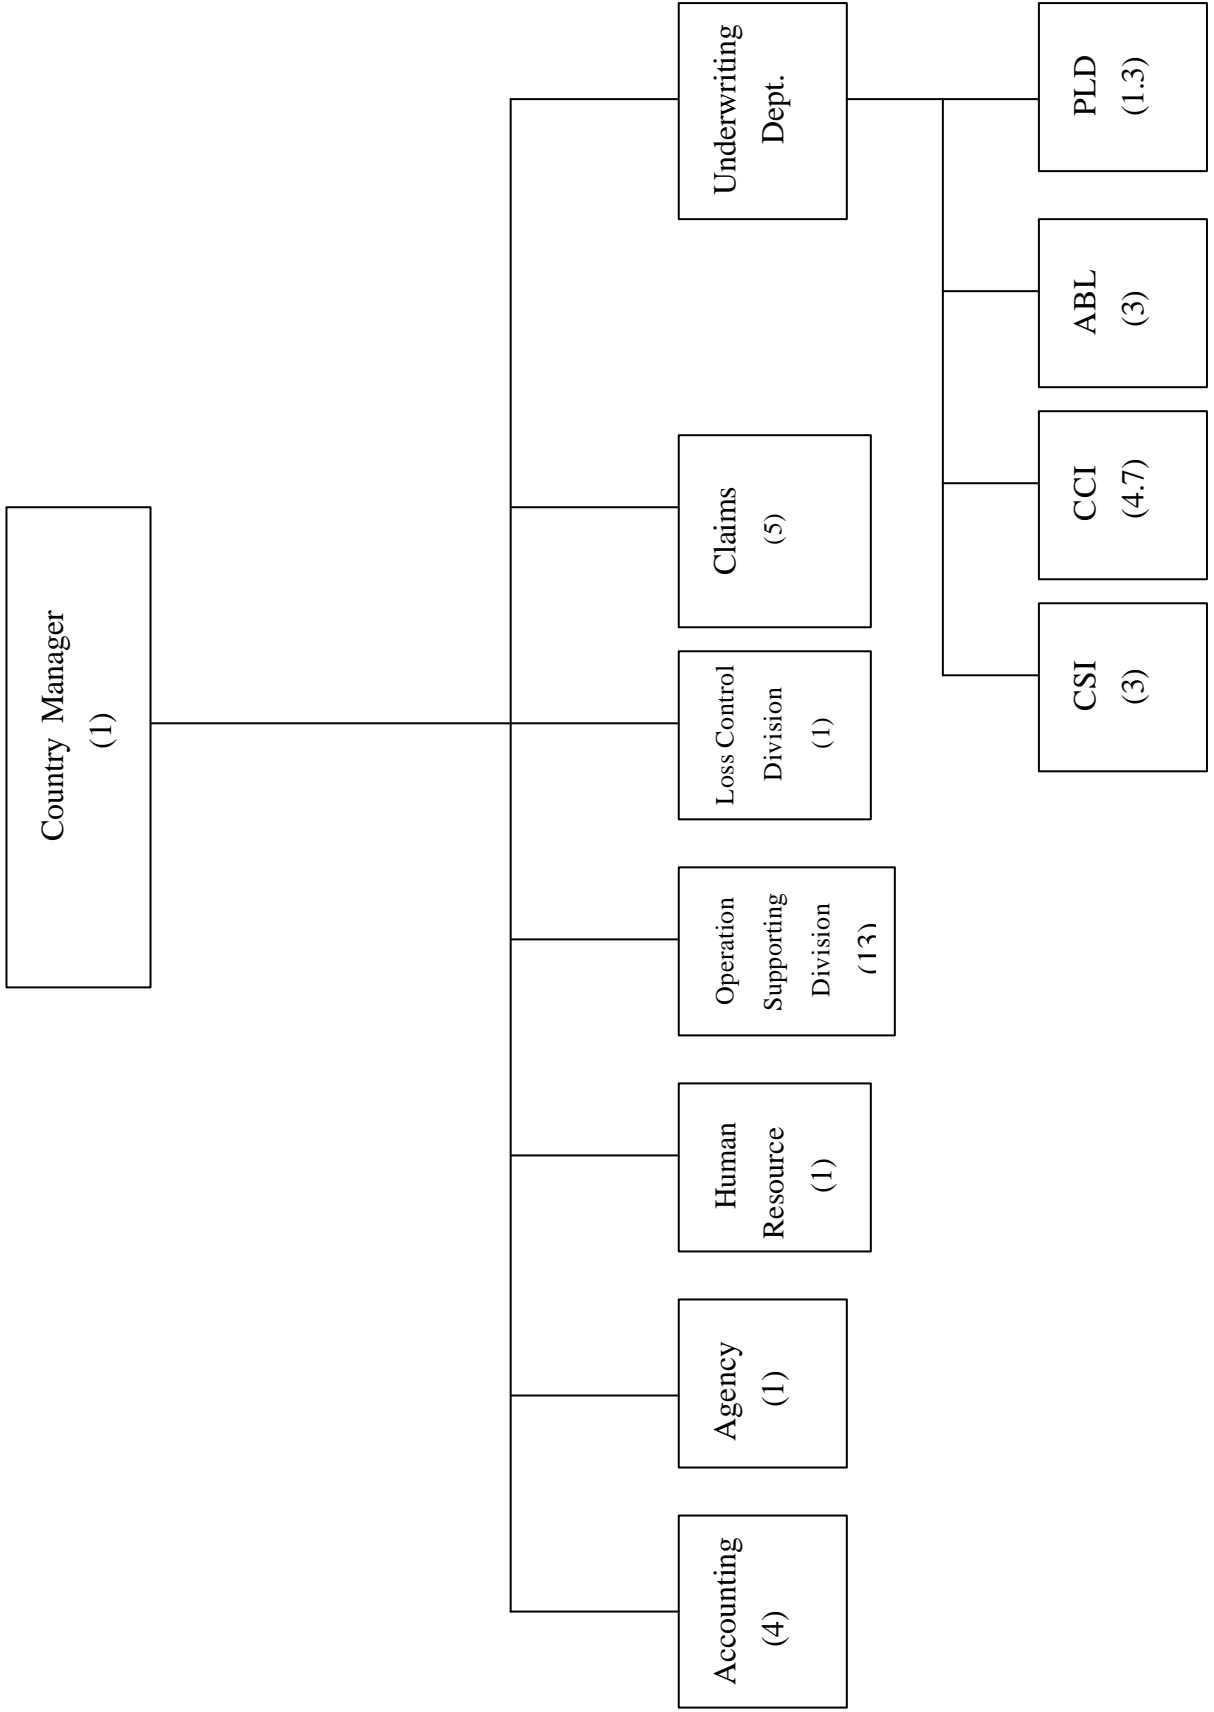 Country Manager
(1)
Accounting
(4)
Agency
(1)
Human
Resource
(1)
Operation
Supporting
Division
(13)
Loss Control
Division
(1)
Claims
(5)
Underwriting
Dept.
CSI
(3)
CCI
(4.7)
ABL
(3)
PLD
(1.3)